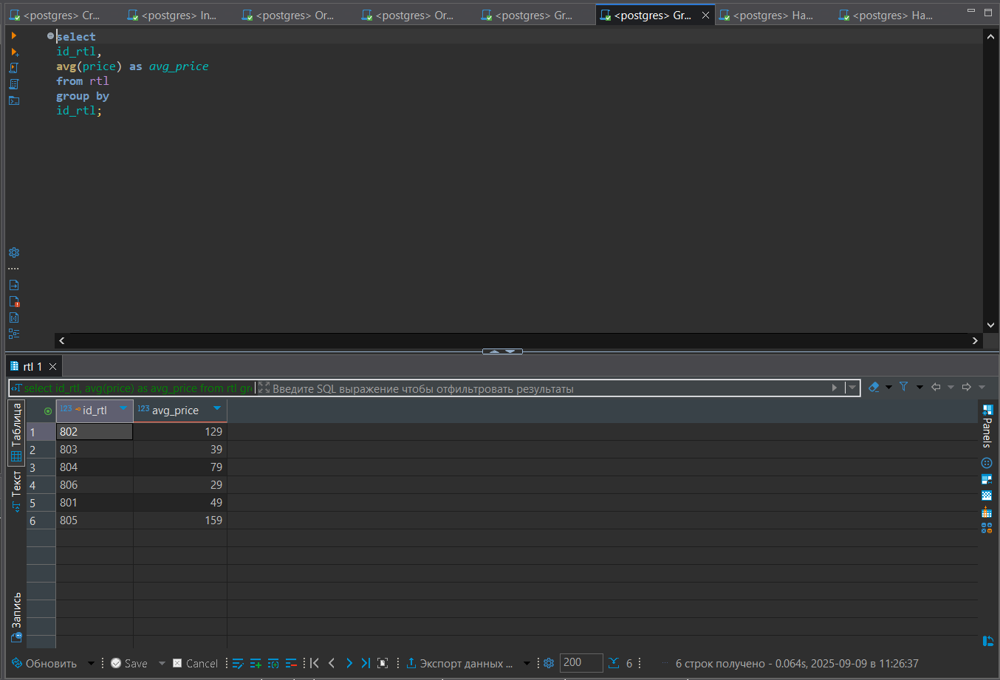 <postgres> Cr...
<postgres> In...
<postgres> Or...
<postgres> Or...
<postgres> Gr...
<postgres> Gr...
<postgres> Ha...
<postgres> Ha...
select
id_rtl,
avg(price) as avg_price
from rtl
group by
id_rtl;
rtl 1
select id_rtl, avg(price) as avg_price from rtl gr
Введите SQL выражение чтобы отфильтровать результаты
Таблица
Текст
Запись
Panels
123 id_rtl 123 avg_price
1 802 129
2 803 39
3 804 79
4 806 29
5 801 49
6 805 159
Обновить Save Cancel Экспорт данных ... 200 6 6 строк получено - 0.064s, 2025-09-09 в 11:26:37